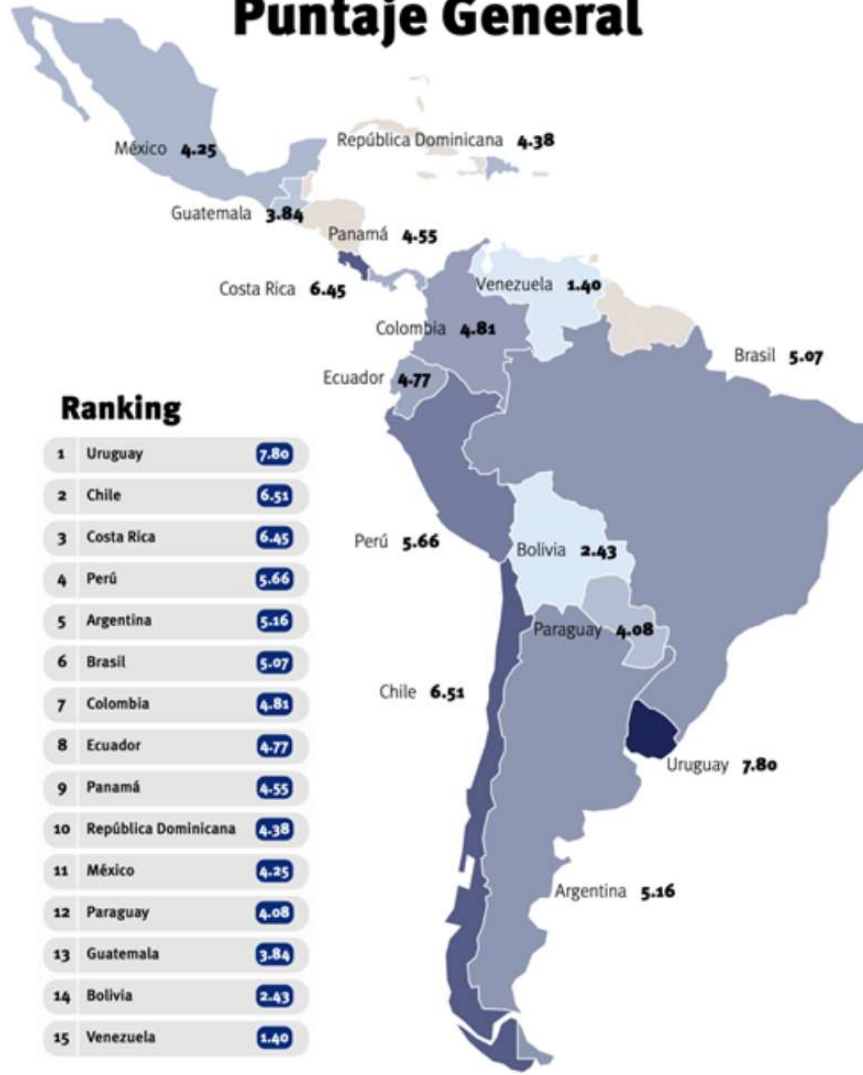 Puntaje General
México 4.25
República Dominicana 4.38
Guatemala 3.84
Panamá 4.55
Costa Rica 6.45
Venezuela 1.40
Colombia 4.81
Brasil 5.07
Ecuador 4.77
Perú 5.66
Bolivia 2.43
Paraguay 4.08
Chile 6.51
Uruguay 7.80
Argentina 5.16
Ranking
1 Uruguay 7.80
2 Chile 6.51
3 Costa Rica 6.45
4 Perú 5.66
5 Argentina 5.16
6 Brasil 5.07
7 Colombia 4.81
8 Ecuador 4.77
9 Panamá 4.55
10 República Dominicana 4.38
11 México 4.25
12 Paraguay 4.08
13 Guatemala 3.84
14 Bolivia 2.43
15 Venezuela 1.40